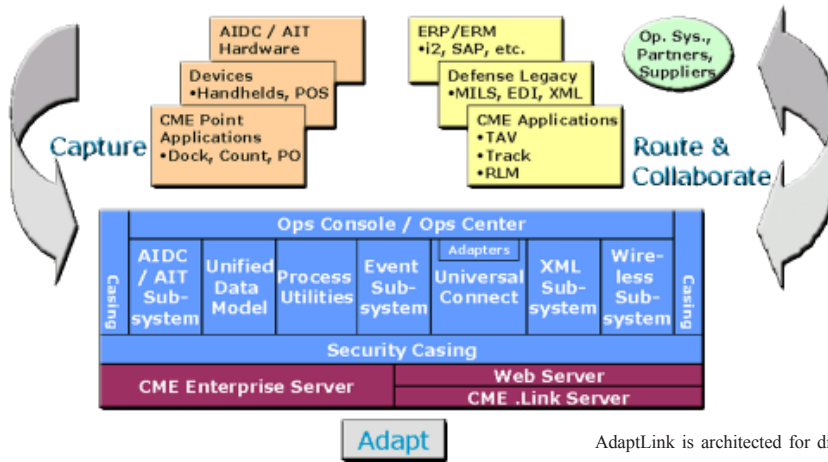 AIDC / AIT
Hardware
Devices
•Handhelds, POS
CME Point
Applications
•Dock, Count, PO
Capture
ERP/ERM
•i2, SAP, etc.
Defense Legacy
•MILS, EDI, XML
CME Applications
•TAV
•Track
•RLM
Op. Sys.,
Partners,
Suppliers
Route &
Collaborate
Ops Console / Ops Center
Casing
AIDC
/ AIT
Sub-
system
Unified
Data
Model
Process
Utilities
Event
Sub-
system
Adapters
Universal
Connect
XML
Sub-
system
Wire-
less Sub-
system
Casing
Security Casing
CME Enterprise Server
Web Server
CME .Link Server
Adapt
AdaptLink is architected for di